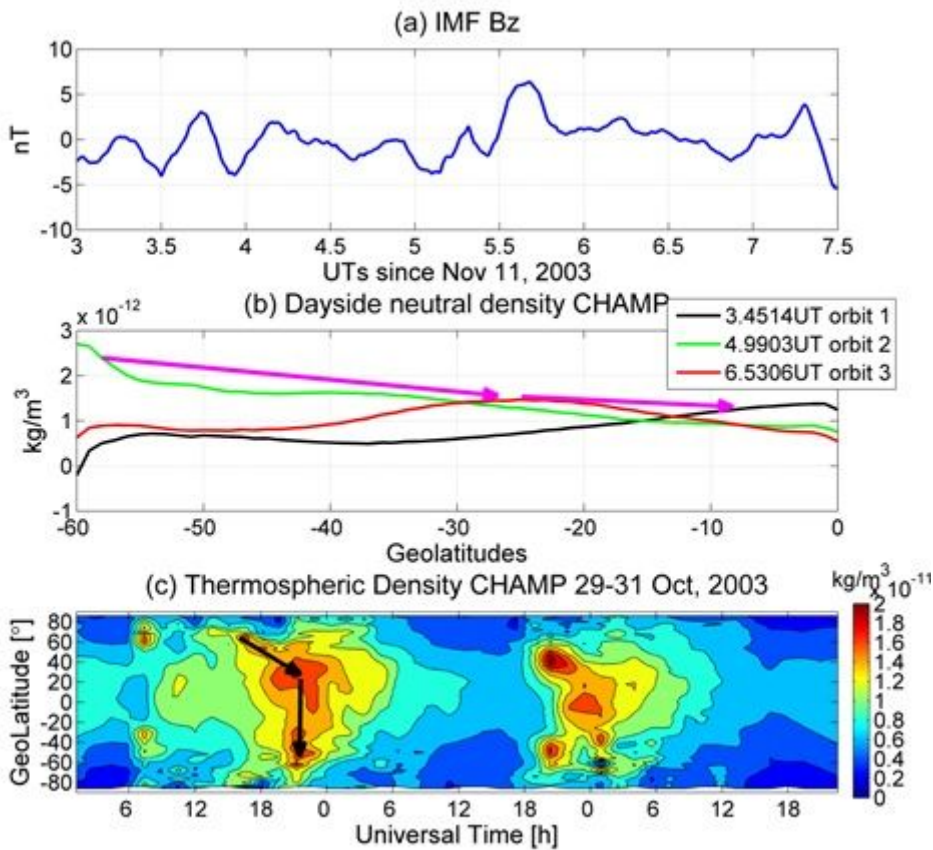 (a) IMF Bz
10
5
0
-5
-10
nT
3 3.5 4 4.5 5 5.5 6 6.5 7 7.5
UTs since Nov 11, 2003
(b) Dayside neutral density CHAMP
x 10⁻¹²
3
2
1
0
-1
kg/m³
3.4514UT orbit 1
4.9903UT orbit 2
6.5306UT orbit 3
-60 -50 -40 -30 -20 -10 0
Geolatitudes
(c) Thermospheric Density CHAMP 29-31 Oct, 2003
kg/m³
x 10⁻¹¹
80
60
40
20
0
-20
-40
-60
-80
GeoLatitude [°]
2
1.8
1.6
1.4
1.2
1
0.8
0.6
0.4
0.2
0
6 12 18 0 6 12 18 0 6 12 18
Universal Time [h]